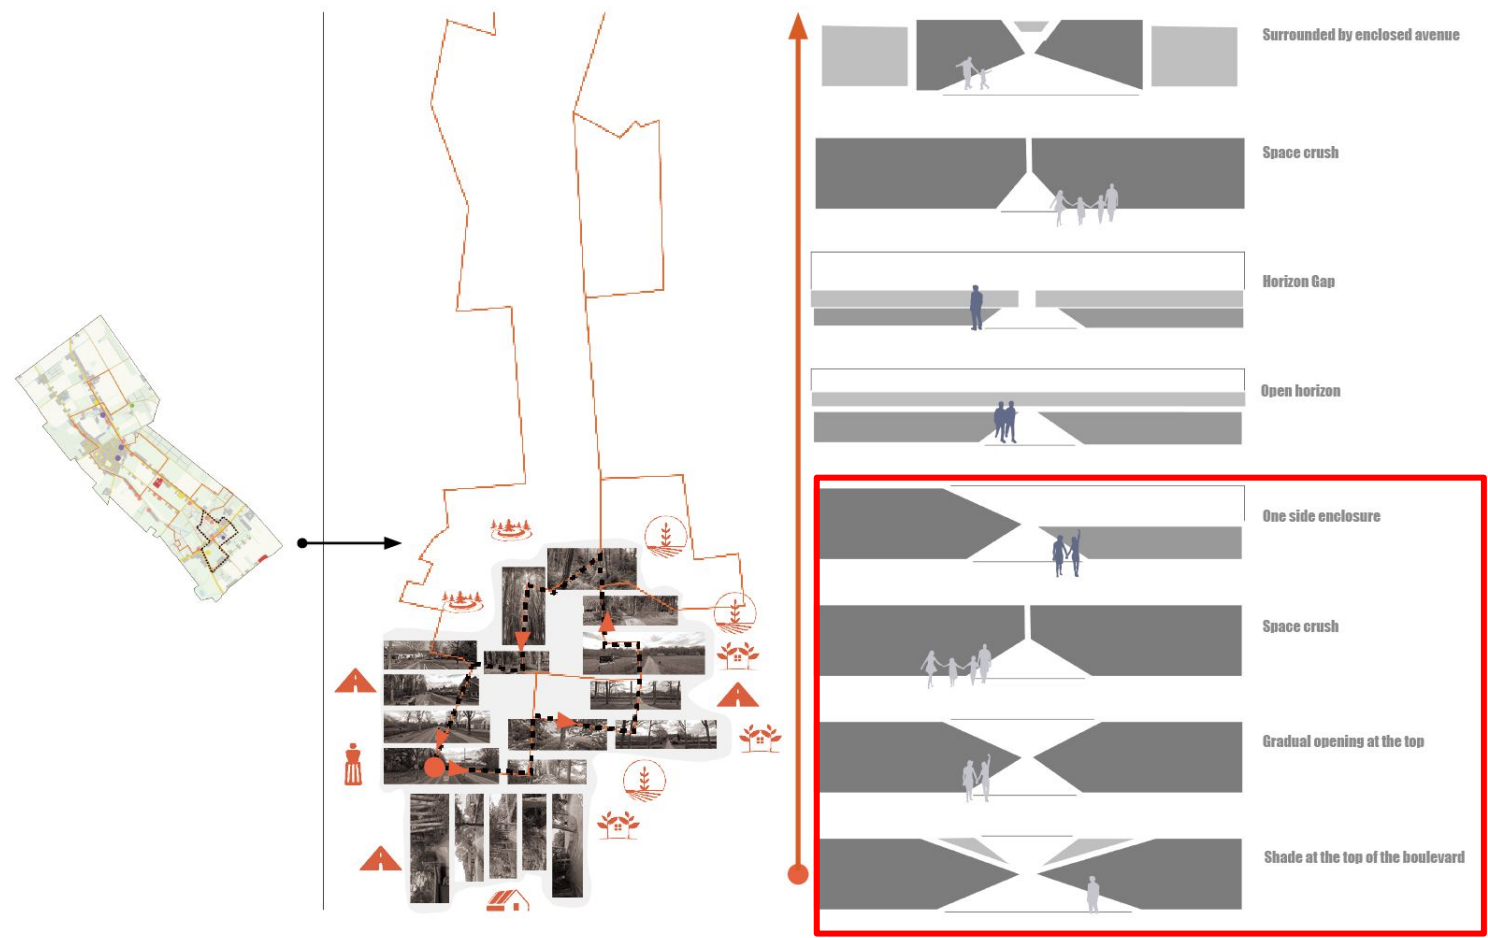 Surrounded by enclosed avenue
Space crush
Horizon Gap
Open horizon
One side enclosure
Space crush
Gradual opening at the top
Shade at the top of the boulevard